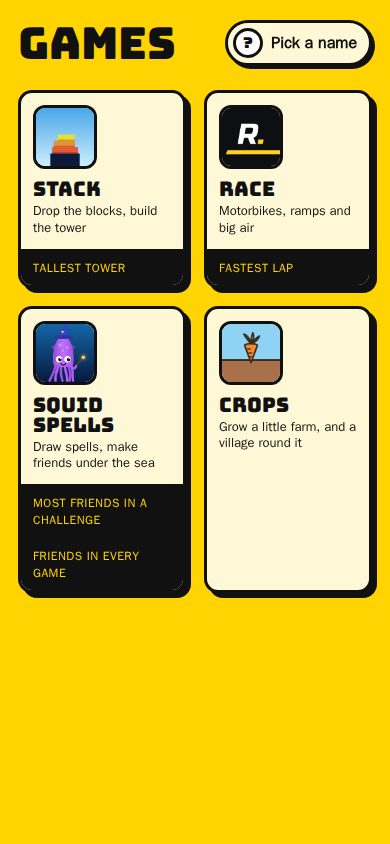 GAMES
? Pick a name
STACK
Drop the blocks, build
the tower
TALLEST TOWER
R.
RACE
Motorbikes, ramps and
big air
FASTEST LAP
SQUID
SPELLS
Draw spells, make
friends under the sea
MOST FRIENDS IN A
CHALLENGE
FRIENDS IN EVERY
GAME
CROPS
Grow a little farm, and a
village round it